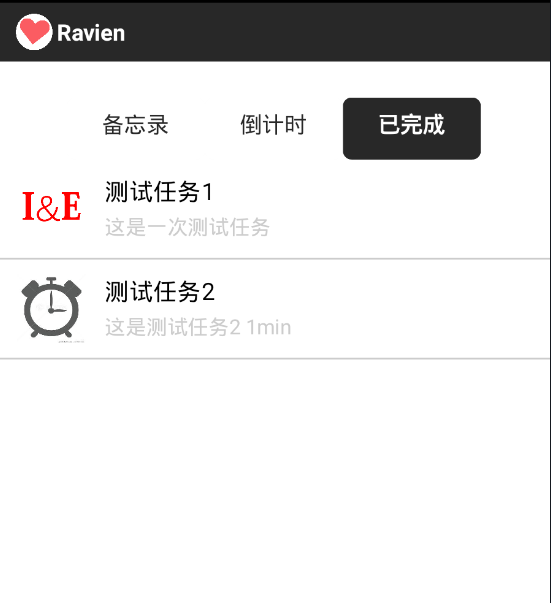 Ravien
备忘录 倒计时 已完成
I&E
测试任务1
这是一次测试任务
测试任务2
这是测试任务2 1min